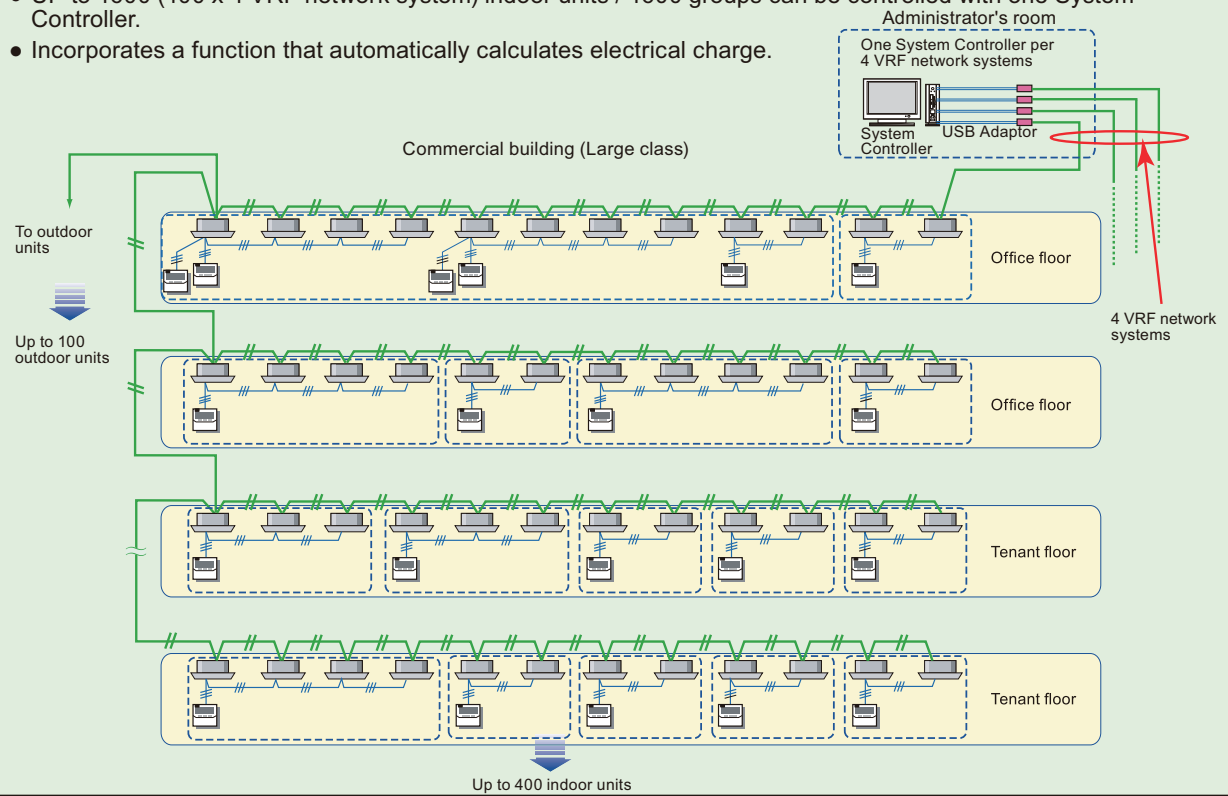 Controller.
● Incorporates a function that automatically calculates electrical charge.
Administrator's room
One System Controller per
4 VRF network systems
System
Controller
USB Adaptor
Commercial building (Large class)
To outdoor
units
Up to 100
outdoor units
Office floor
4 VRF network
systems
Office floor
Tenant floor
Tenant floor
Up to 400 indoor units